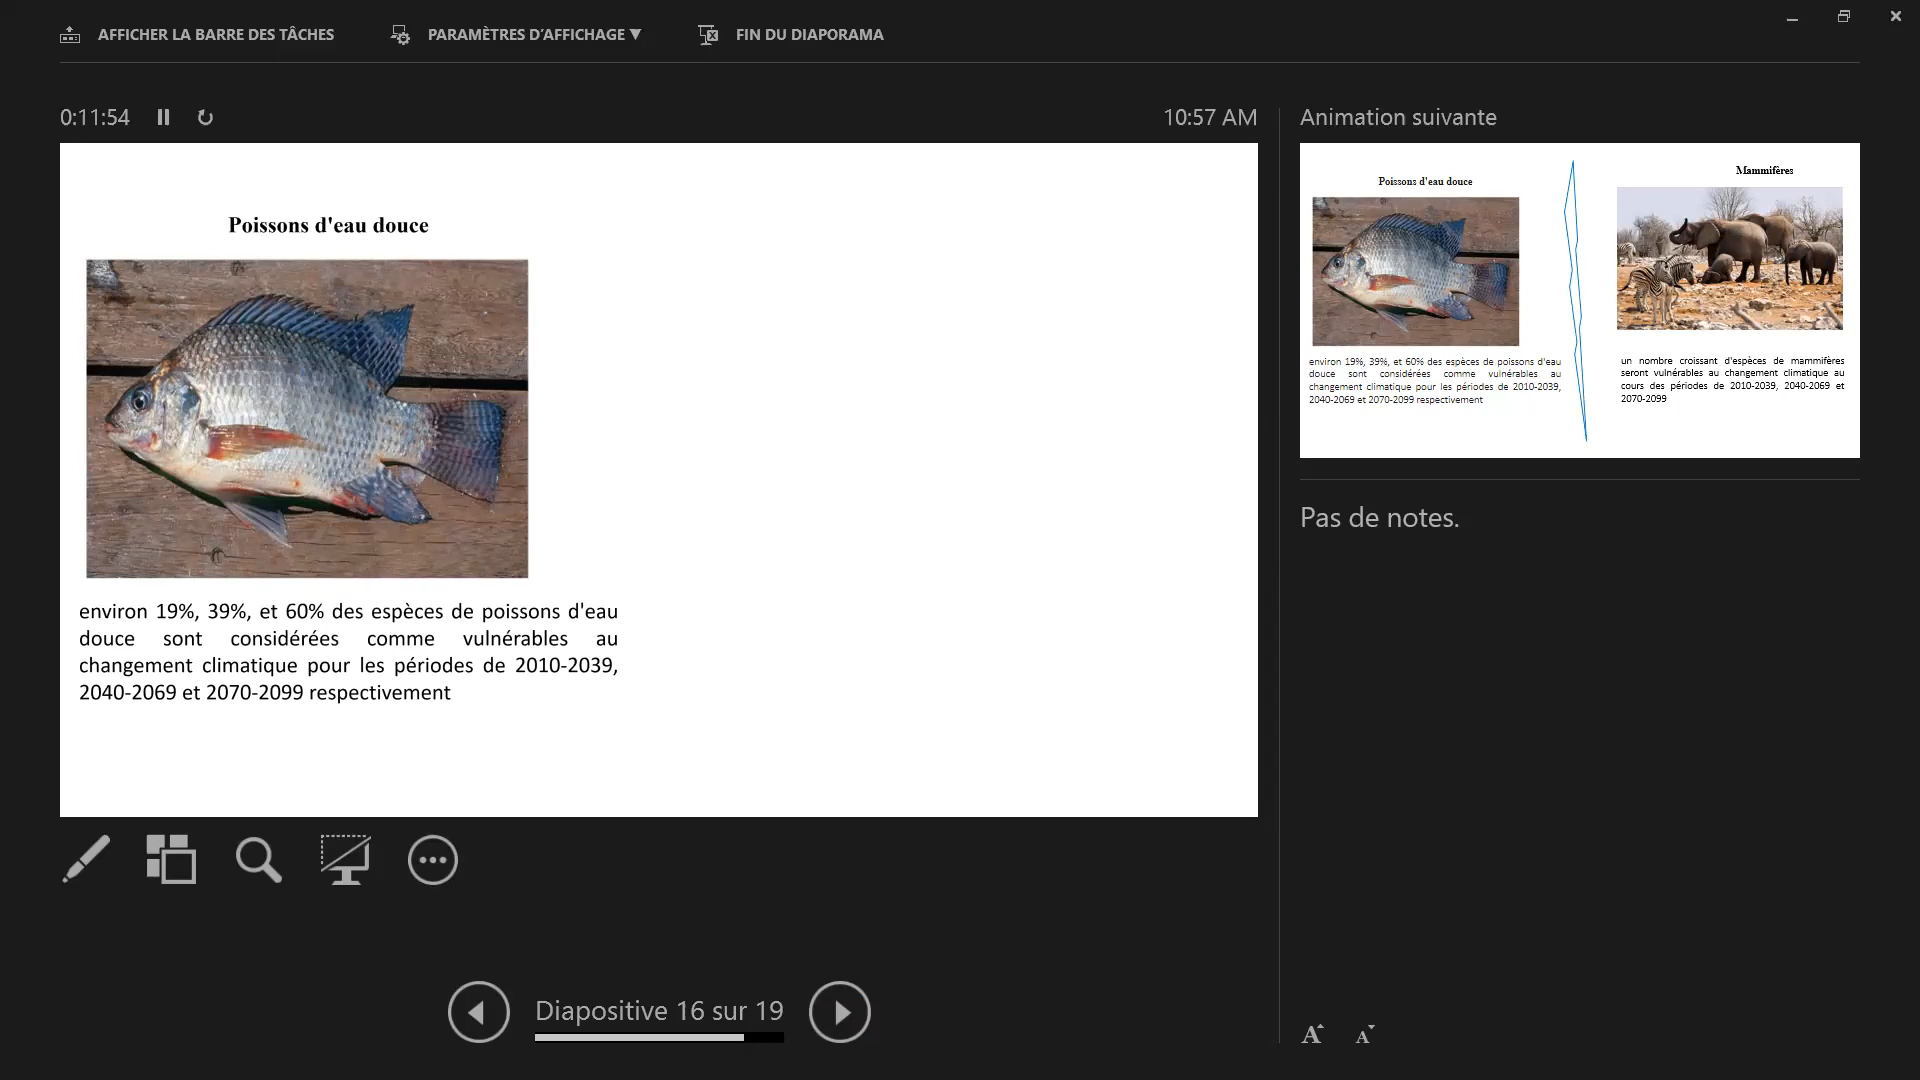 AFFICHER LA BARRE DES TÂCHES
PARAMÈTRES D'AFFICHAGE ▼
FIN DU DIAPORAMA
0:11:54
10:57 AM
Poissons d'eau douce
environ 19%, 39%, et 60% des espèces de poissons d'eau
douce sont considérées comme vulnérables au
changement climatique pour les périodes de 2010-2039,
2040-2069 et 2070-2099 respectivement
Diapositive 16 sur 19
Animation suivante
Poissons d'eau douce
environ 19%, 39%, et 60% des espèces de poissons d'eau
douce sont considérées comme vulnérables au
changement climatique pour les périodes de 2010-2039,
2040-2069 et 2070-2099 respectivement
Mammifères
un nombre croissant d'espèces de mammifères
seront vulnérables au changement climatique au
cours des périodes de 2010-2039, 2040-2069 et
2070-2099
Pas de notes.
A A